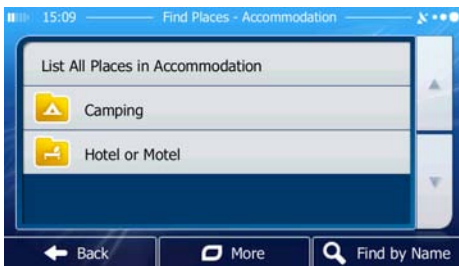 15:09 Find Places - Accommodation
List All Places in Accommodation
Camping
Hotel or Motel
Back More Find by Name